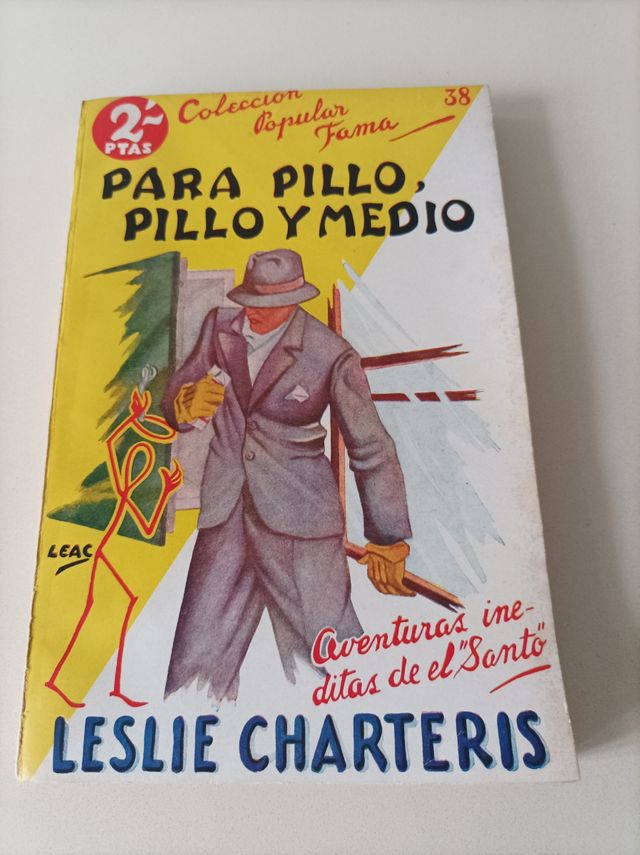 2'-
PTAS
Coleccion
Popular
Fama
38
PARA PILLO,
PILLO Y MEDIO
LEAC
Aventuras ine-
ditas de el "Santo"
LESLIE CHARTERIS